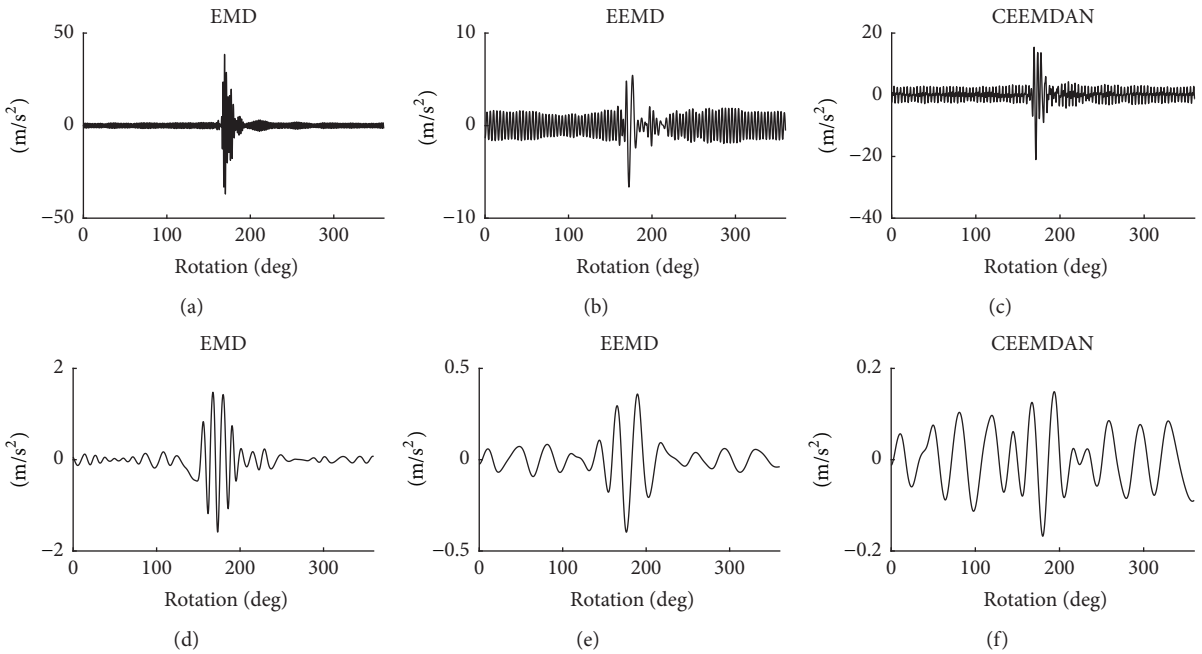 EMD
EEMD
CEEMDAN
50
0
−50
(m/s²)
0
100
200
300
Rotation (deg)
(a)
10
0
−10
(m/s²)
0
100
200
300
Rotation (deg)
(b)
20
0
−20
−40
(m/s²)
0
100
200
300
Rotation (deg)
(c)
EMD
2
0
−2
(m/s²)
0
100
200
300
Rotation (deg)
(d)
EEMD
0.5
0
−0.5
(m/s²)
0
100
200
300
Rotation (deg)
(e)
CEEMDAN
0.2
0
−0.2
(m/s²)
0
100
200
300
Rotation (deg)
(f)